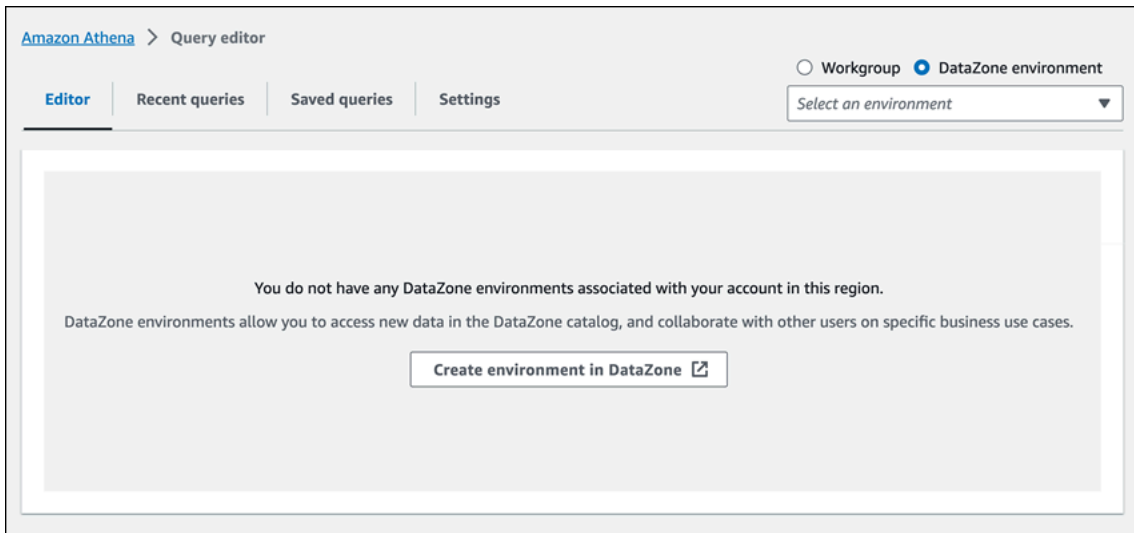 Amazon Athena > Query editor
Workgroup DataZone environment
Editor Recent queries Saved queries Settings
Select an environment
You do not have any DataZone environments associated with your account in this region.
DataZone environments allow you to access new data in the DataZone catalog, and collaborate with other users on specific business use cases.
Create environment in DataZone